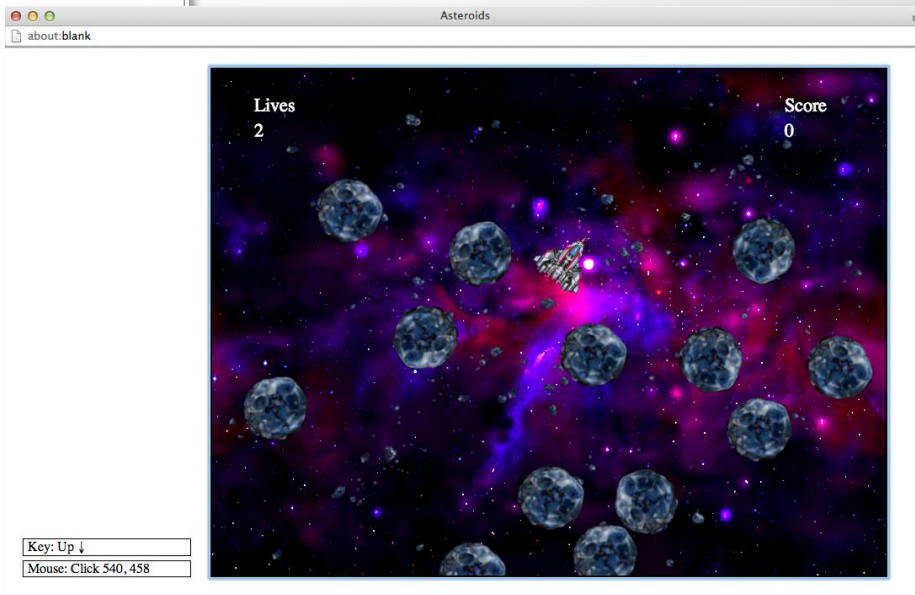 Asteroids
about:blank
Lives
2
Score
0
Key: Up ↓
Mouse: Click 540, 458